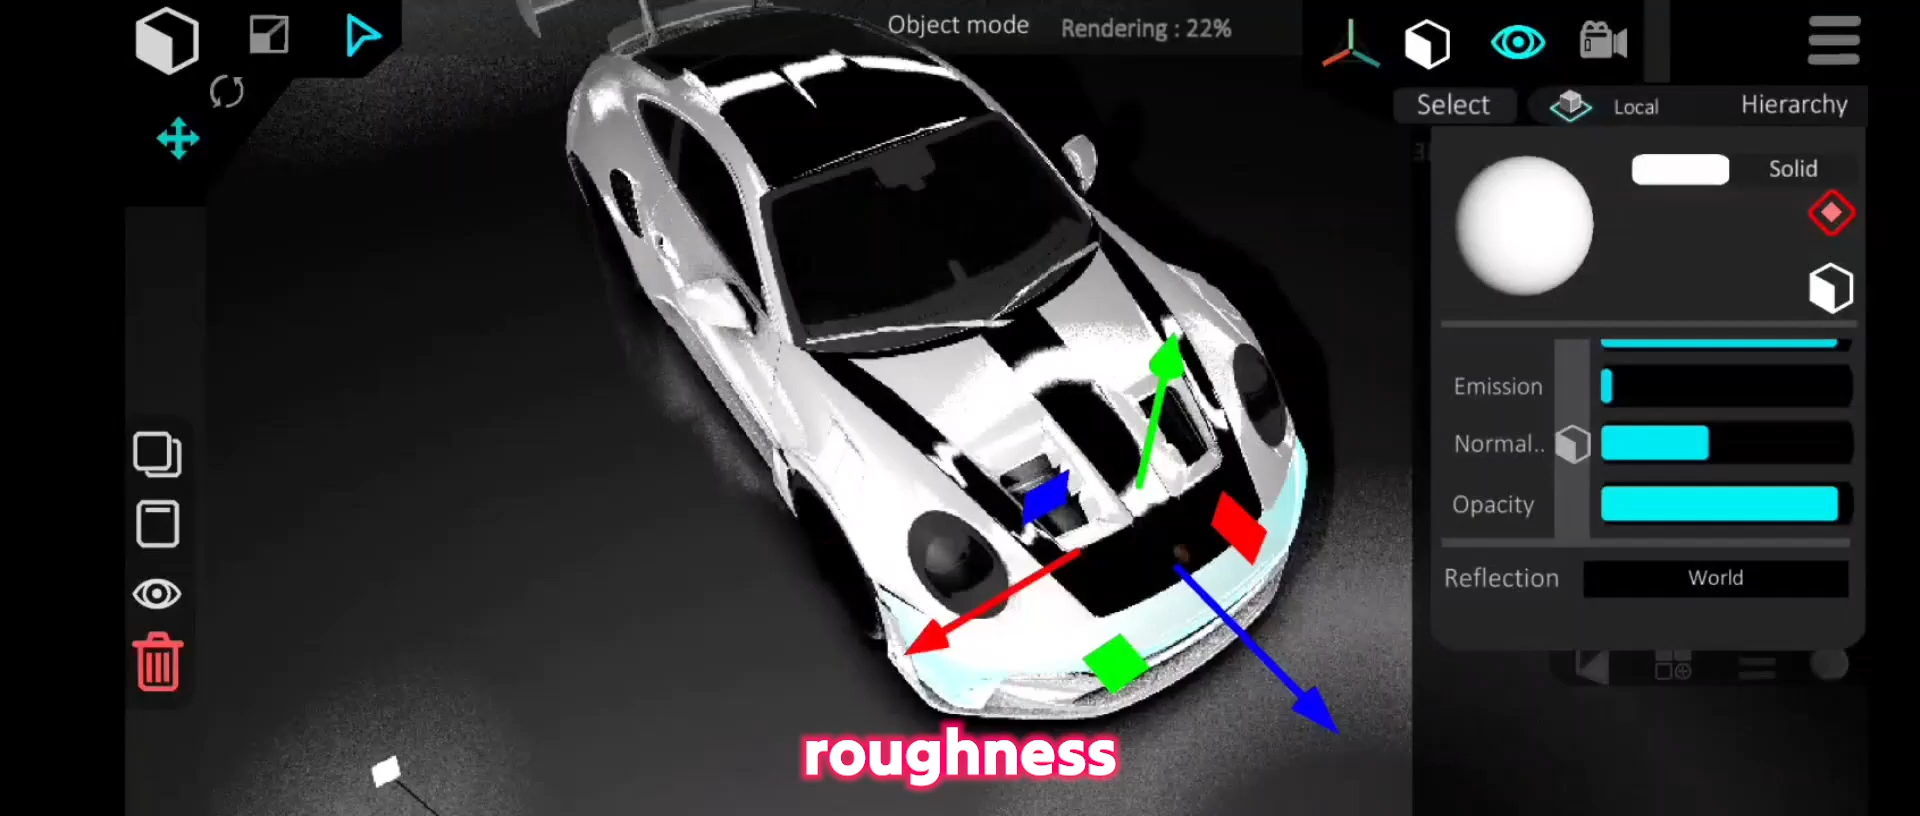 Object mode
Rendering : 22%
Select
Local
Hierarchy
Solid
Emission
Normal..
Opacity
Reflection
World
roughness